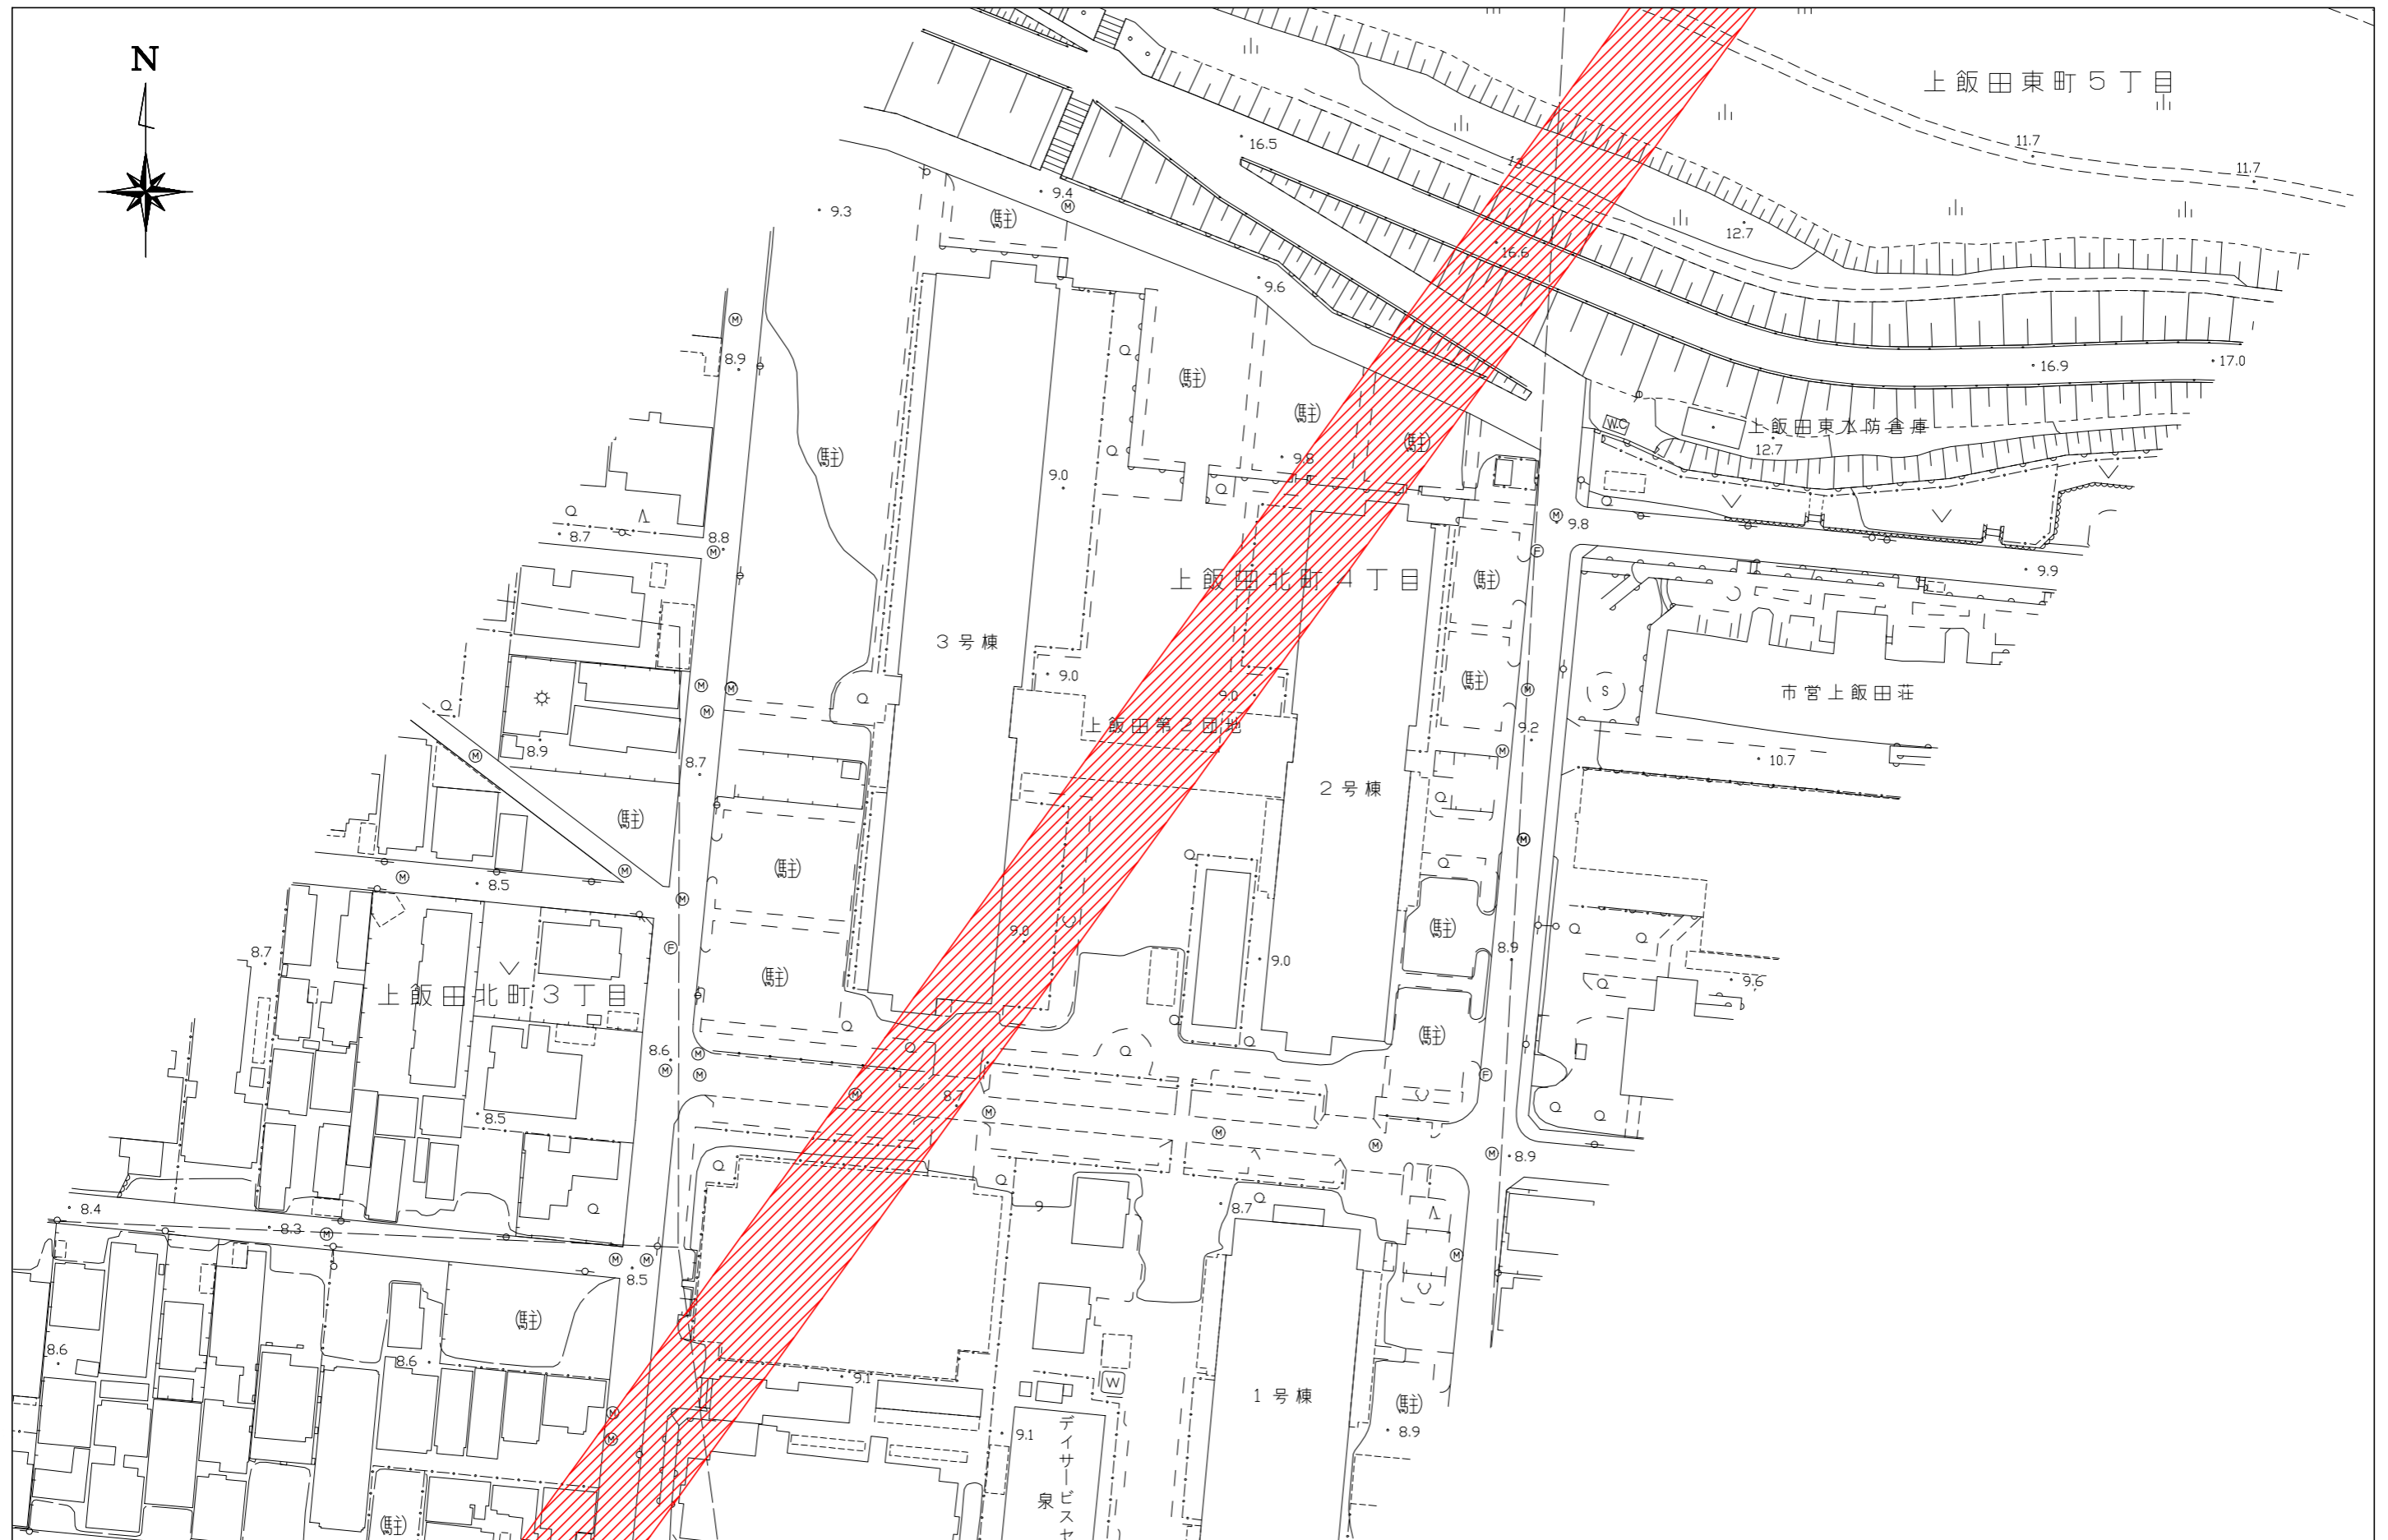 N
上飯田東町5丁目
11.7
11.7
16.5
13
9.4
Ⓜ
(駐)
9.3
12.7
16.6
9.6
Ⓜ
8.9
(駐)
(駐)
(駐)
(駐)
16.9
17.0
W.C
上飯田東水防倉庫
12.7
9.8
9.0
8.7
8.8
Ⓜ
Ⓜ
9.8
Ⓕ
9.9
上飯田北町4丁目
(駐)
3号棟
9.0
9.0
(駐)
Ⓜ
Ⓜ
Ⓜ
Ⓜ
S
市営上飯田荘
上飯田第2団地
9.2
Ⓜ
8.9
Ⓜ
8.7
10.7
2号棟
(駐)
Ⓜ
(駐)
Ⓜ
Ⓜ
8.5
Ⓜ
(駐)
9.0
Ⓕ
8.7
8.9
9.0
(駐)
9.6
上飯田北町3丁目
(駐)
8.6
Ⓜ
Ⓜ
Ⓜ
Ⓕ
Ⓜ
8.7
Ⓜ
8.5
Ⓜ
Ⓜ
Ⓜ
8.9
8.4
9
8.7
8.3
Ⓜ
Ⓜ
Ⓜ
Ⓜ
8.5
(駐)
8.6
8.6
9.1
W
1号棟
(駐)
Ⓜ
Ⓜ
9.1
8.9
デイサービスセ
泉
(駐)